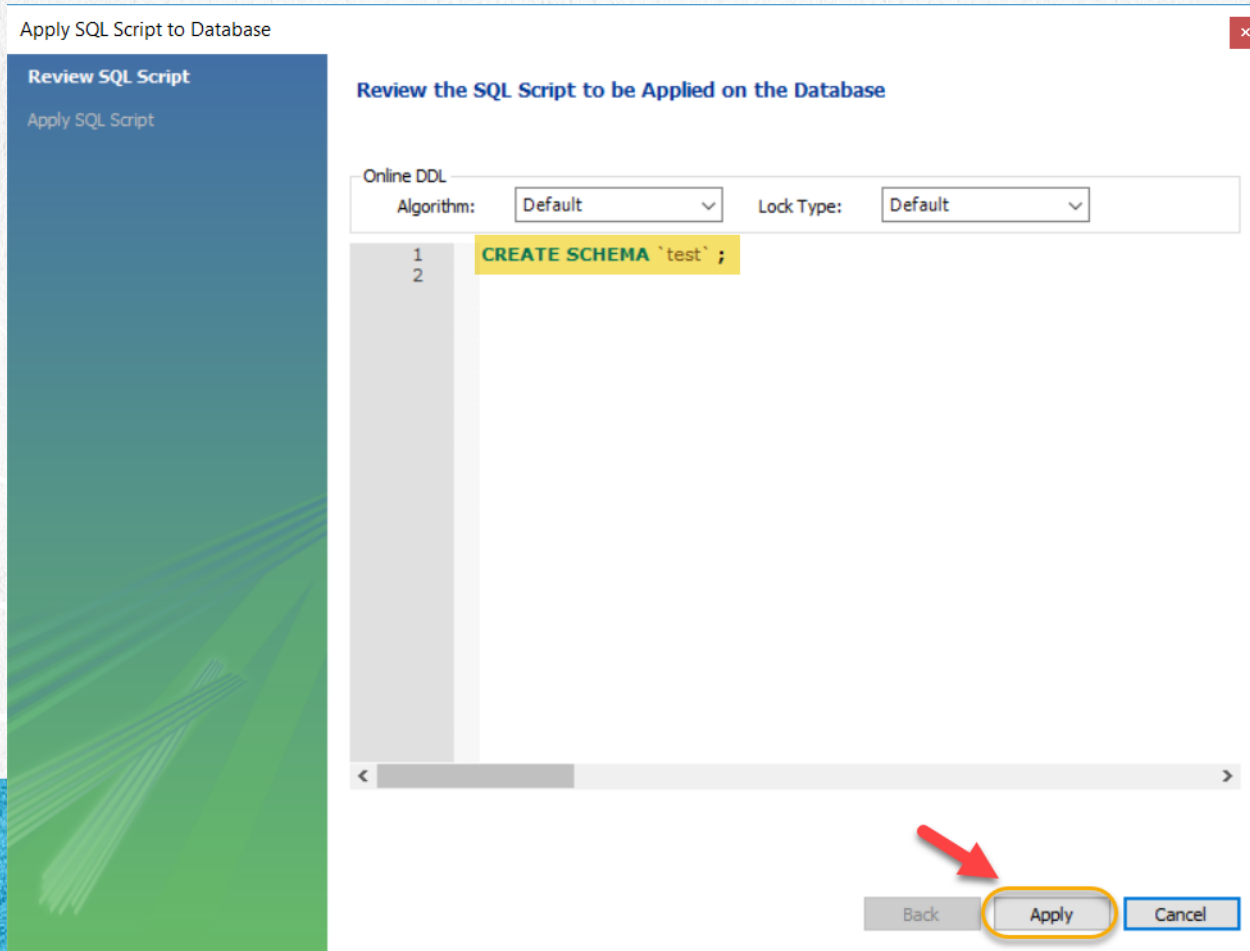 Apply SQL Script to Database
×
Review SQL Script
Apply SQL Script
Review the SQL Script to be Applied on the Database
Online DDL
Algorithm: Default Lock Type: Default
1 CREATE SCHEMA `test` ;
2
Back Apply Cancel